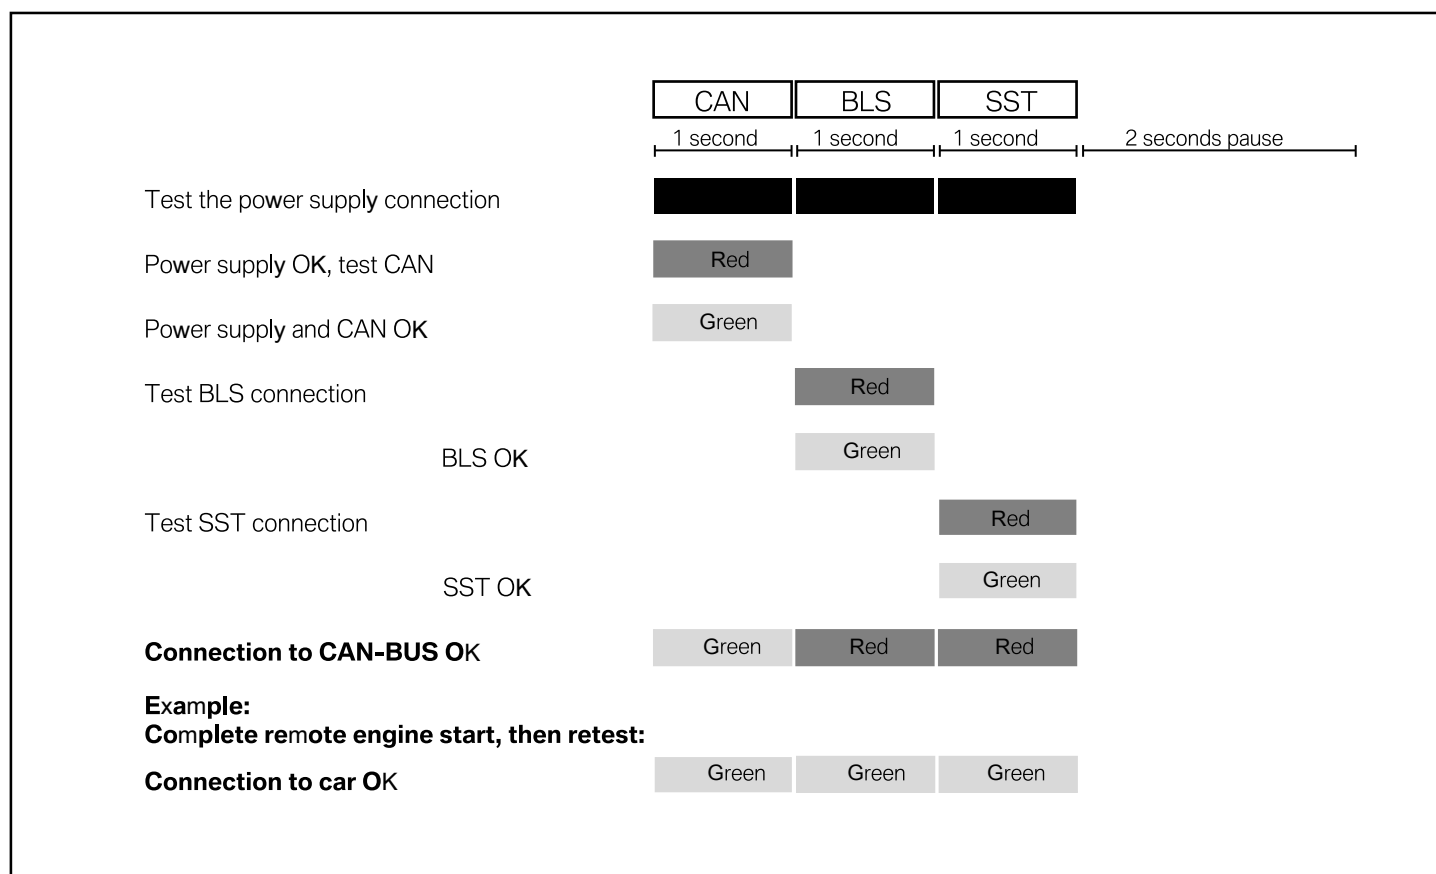 CAN BLS SST
1 second 1 second 1 second 2 seconds pause
Test the power supply connection
Power supply OK, test CAN Red
Power supply and CAN OK Green
Test BLS connection Red
BLS OK Green
Test SST connection Red
SST OK Green
Connection to CAN-BUS OK Green Red Red
Example:
Complete remote engine start, then retest:
Connection to car OK Green Green Green